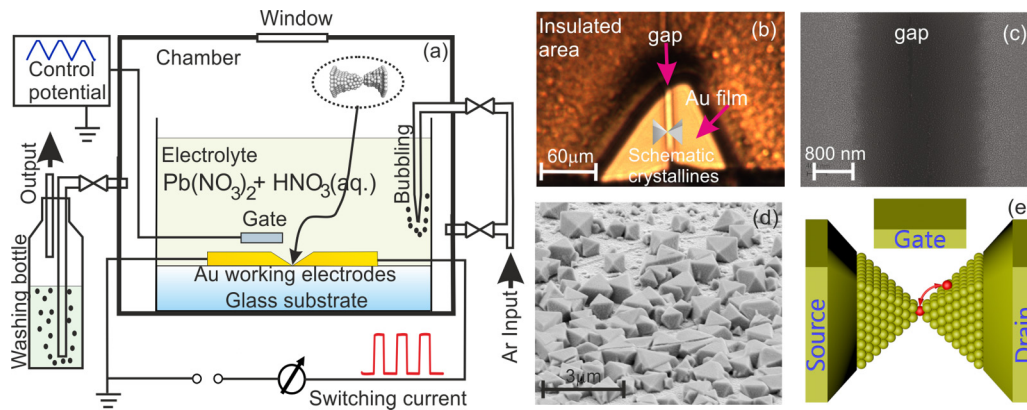 Window
(a)
Chamber
Control
potential
Output
Electrolyte
Pb(NO₃)₂+ HNO₃(aq.)
Bubbling
Gate
Au working electrodes
Glass substrate
Washing bottle
Ar Input
Switching current
Insulated
area
gap
(b)
Au film
60μm
Schematic
crystallines
gap
(c)
800 nm
(d)
3μm
(e)
Gate
Source
Drain